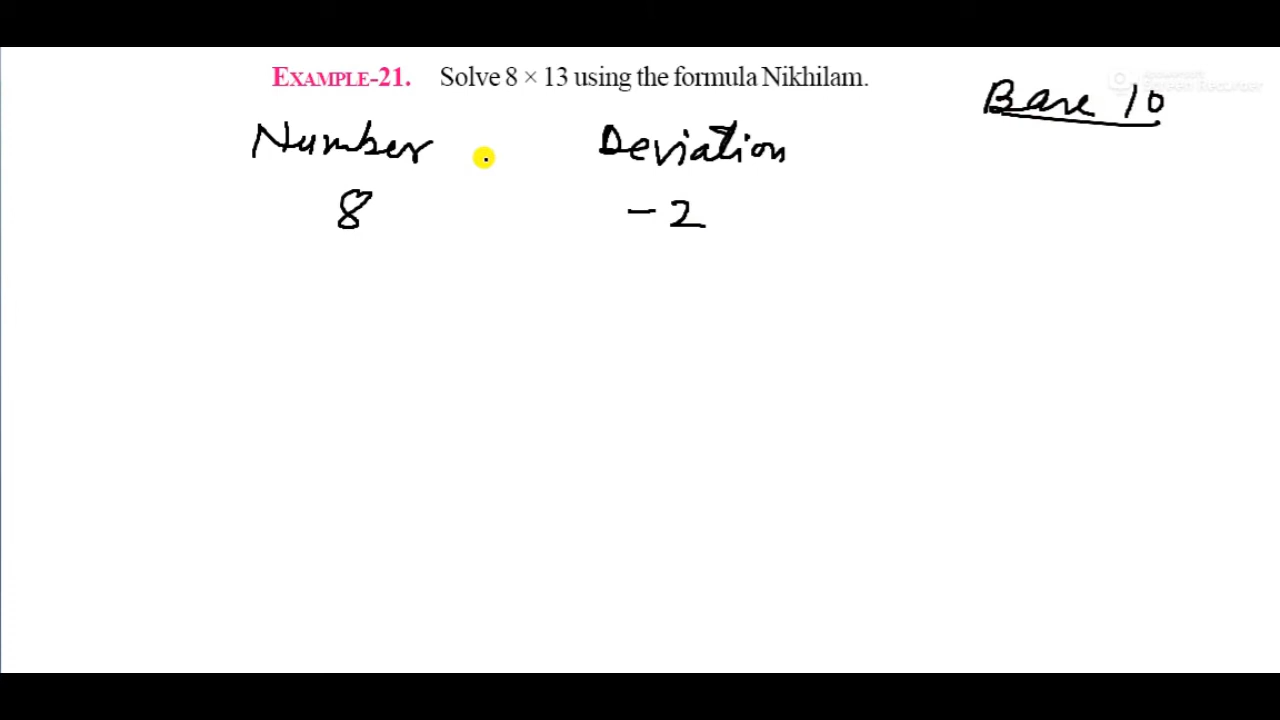 EXAMPLE-21. Solve 8 × 13 using the formula Nikhilam.
Base 10
Number Deviation
8 -2